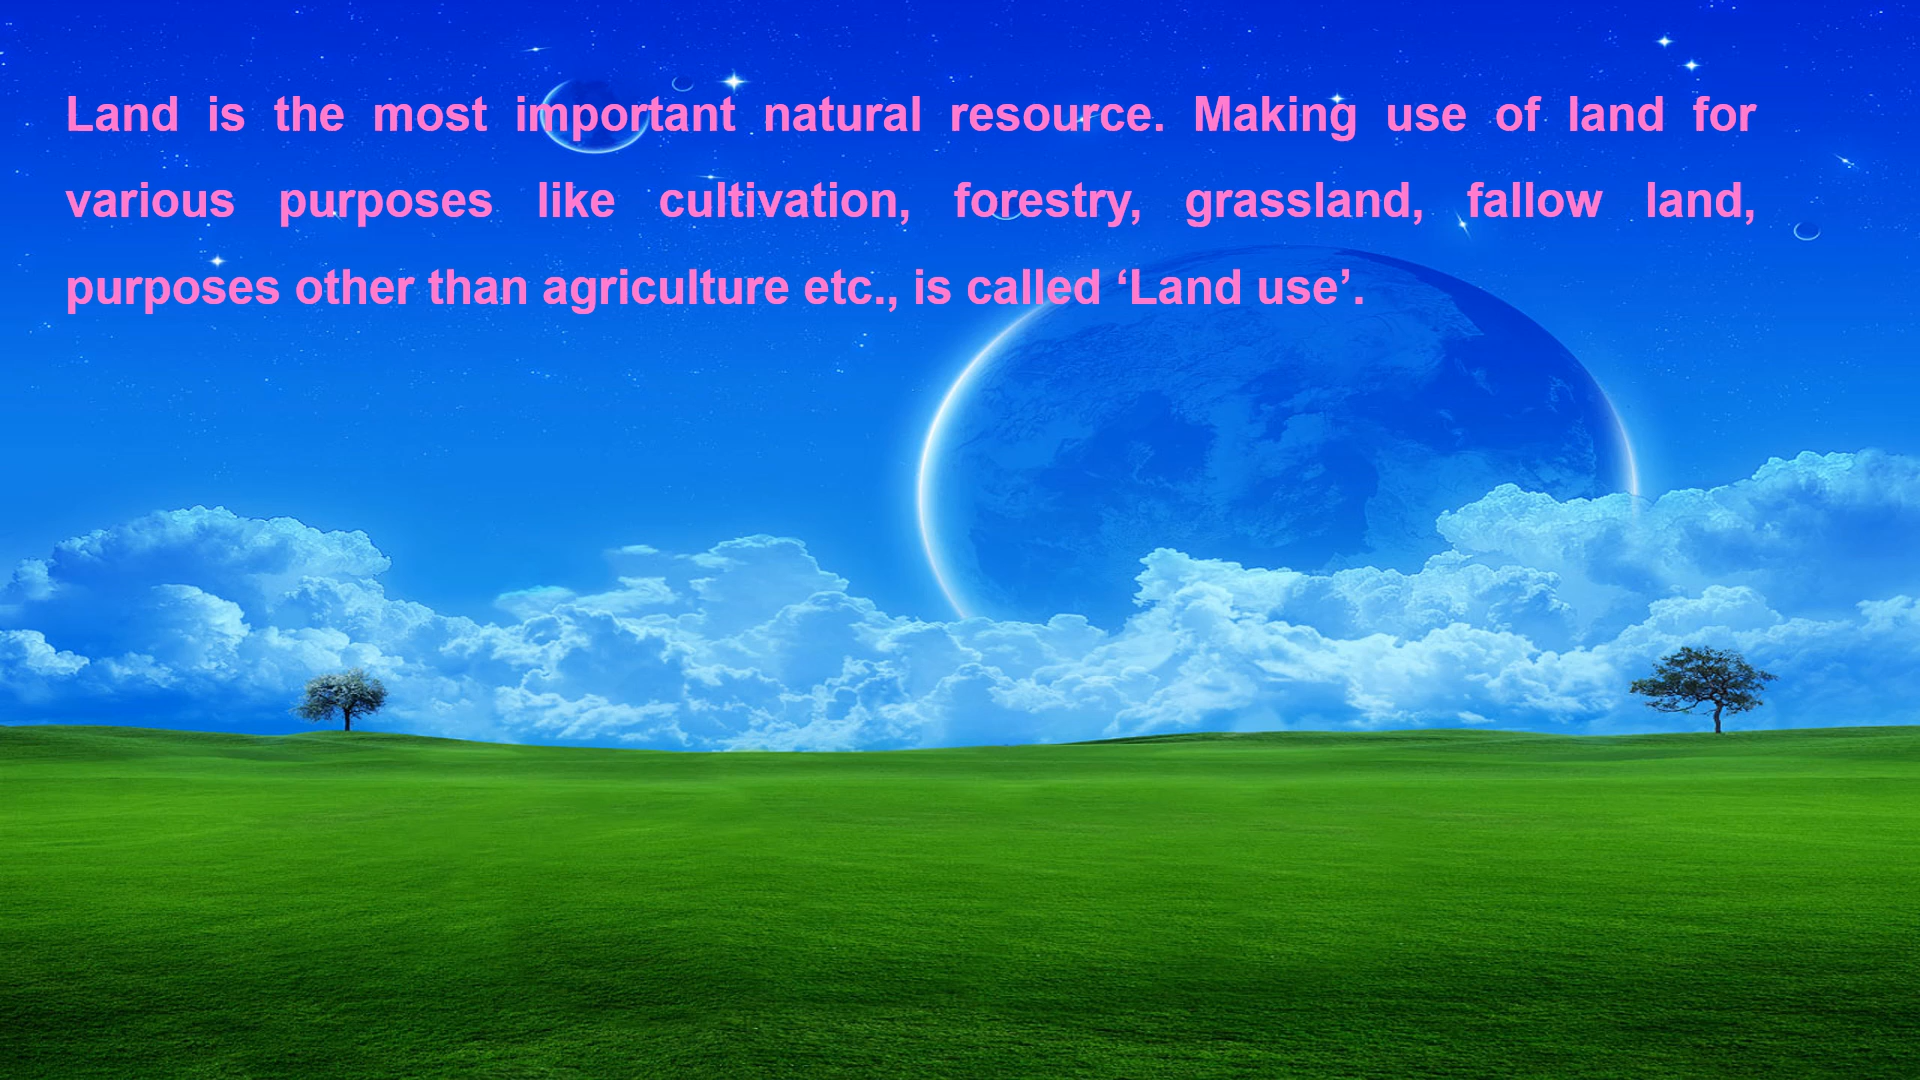 Land is the most important natural resource. Making use of land for
various purposes like cultivation, forestry, grassland, fallow land,
purposes other than agriculture etc., is called ‘Land use’.